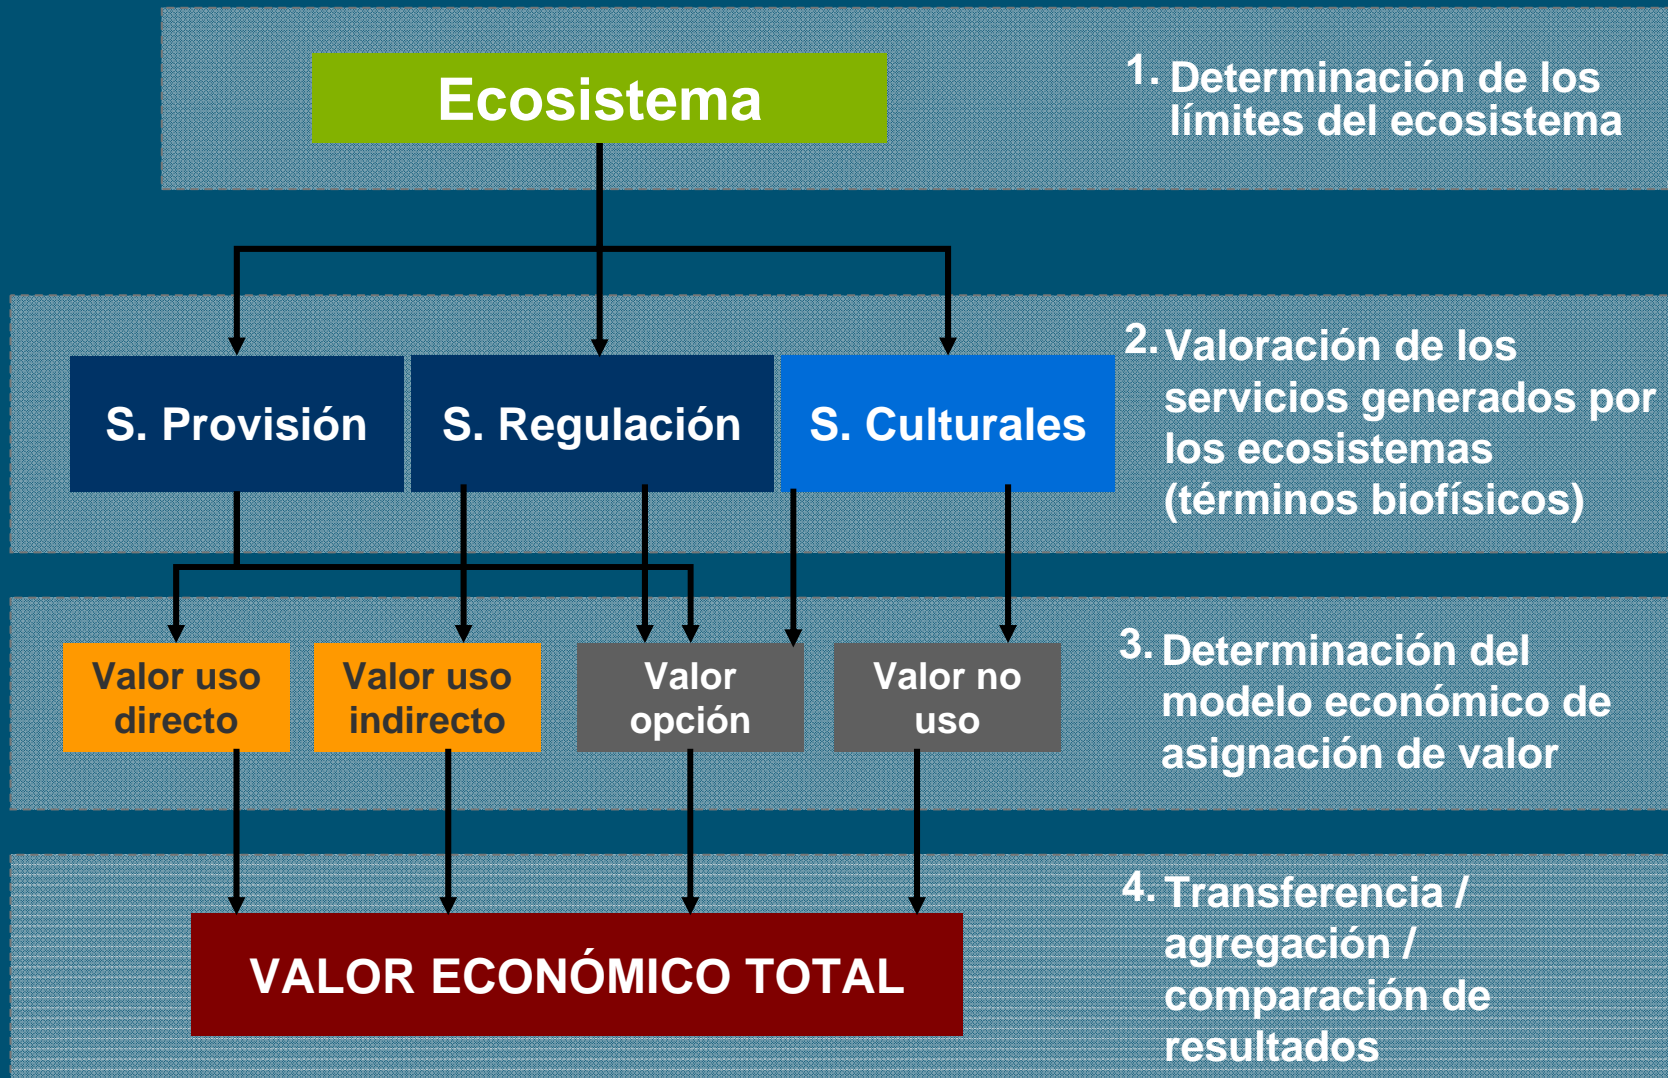 Ecosistema
1. Determinación de los
límites del ecosistema
S. Provisión
S. Regulación
S. Culturales
2. Valoración de los
servicios generados por
los ecosistemas
(términos biofísicos)
Valor uso
directo
Valor uso
indirecto
Valor
opción
Valor no
uso
3. Determinación del
modelo económico de
asignación de valor
VALOR ECONÓMICO TOTAL
4. Transferencia /
agregación /
comparación de
resultados